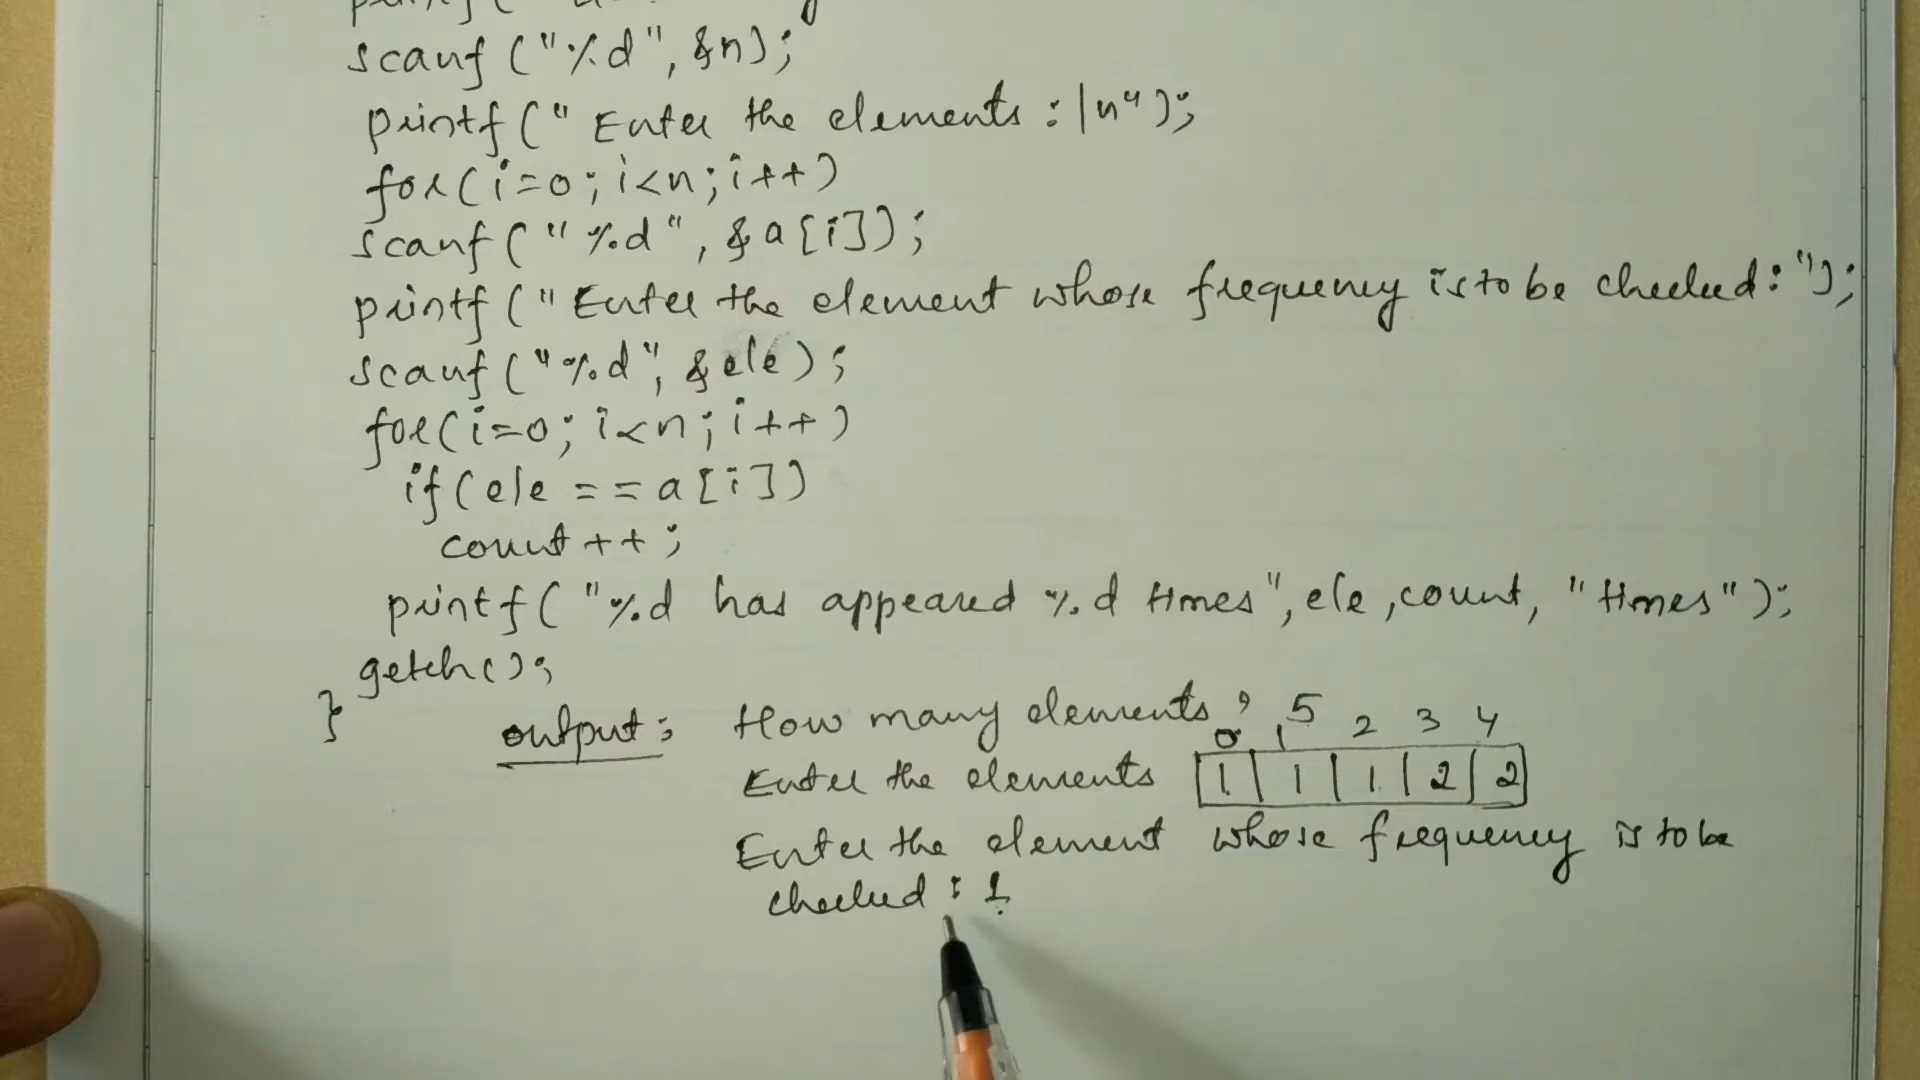 printf("
scanf ("%d", &n);
printf (" Enter the elements : \n");
for(i=0; i<n; i++)
scanf (" %d", & a[i]);
printf ("Enter the element whose frequency is to be checked: ");
scanf ("%d", & ele);
for(i=0; i<n; i++)
if(ele == a[i])
count ++;
printf ("%d has appeared %d times", ele, count, "times");
getch();
}
output: How many elements, 5
0 1 2 3 4
Enter the elements 1 1 1 2 2
Enter the element whose frequency is to be
checked : 1